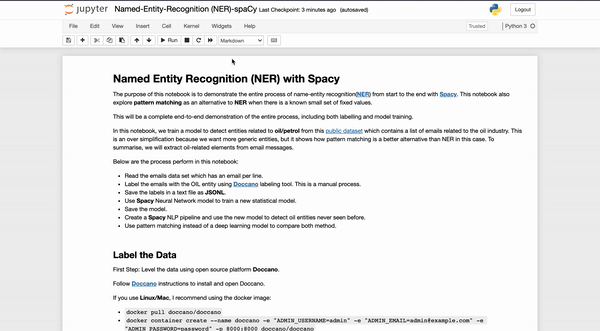 jupyter Named-Entity-Recognition (NER)-spaCy Last Checkpoint: 3 minutes ago (autosaved)
Logout
File Edit View Insert Cell Kernel Widgets Help
Trusted Python 3
Run Markdown
Named Entity Recognition (NER) with Spacy
The purpose of this notebook is to demonstrate the entire process of name-entity recognition(NER) from start to the end with Spacy. This notebook also
explore pattern matching as an alternative to NER when there is a known small set of fixed values.
This will be a complete end-to-end demonstration of the entire process, including both labelling and model training.
In this notebook, we train a model to detect entities related to oil/petrol from this public dataset which contains a list of emails related to the oil industry. This
is an over simplification because we want more generic entities, but it shows how pattern matching is a better alternative than NER in this case. To
summarise, we will extract oil-related elements from email messages.
Below are the process perform in this notebook:
• Read the emails data set which has an email per line.
• Label the emails with the OIL entity using Doccano labeling tool. This is a manual process.
• Save the labels in a text file as JSONL.
• Use Spacy Neural Network model to train a new statistical model.
• Save the model.
• Create a Spacy NLP pipeline and use the new model to detect oil entities never seen before.
• Use pattern matching instead of a deep learning model to compare both method.
Label the Data
First Step: Level the data using open source platform Doccano.
Follow Doccano instructions to install and open Doccano.
If you use Linux/Mac, I recommend using the docker image:
• docker pull doccano/doccano
• docker container create --name doccano -e "ADMIN_USERNAME=admin" -e "ADMIN_EMAIL=admin@example.com" -e
"ADMIN_PASSWORD=password" -p 8000:8000 doccano/doccano